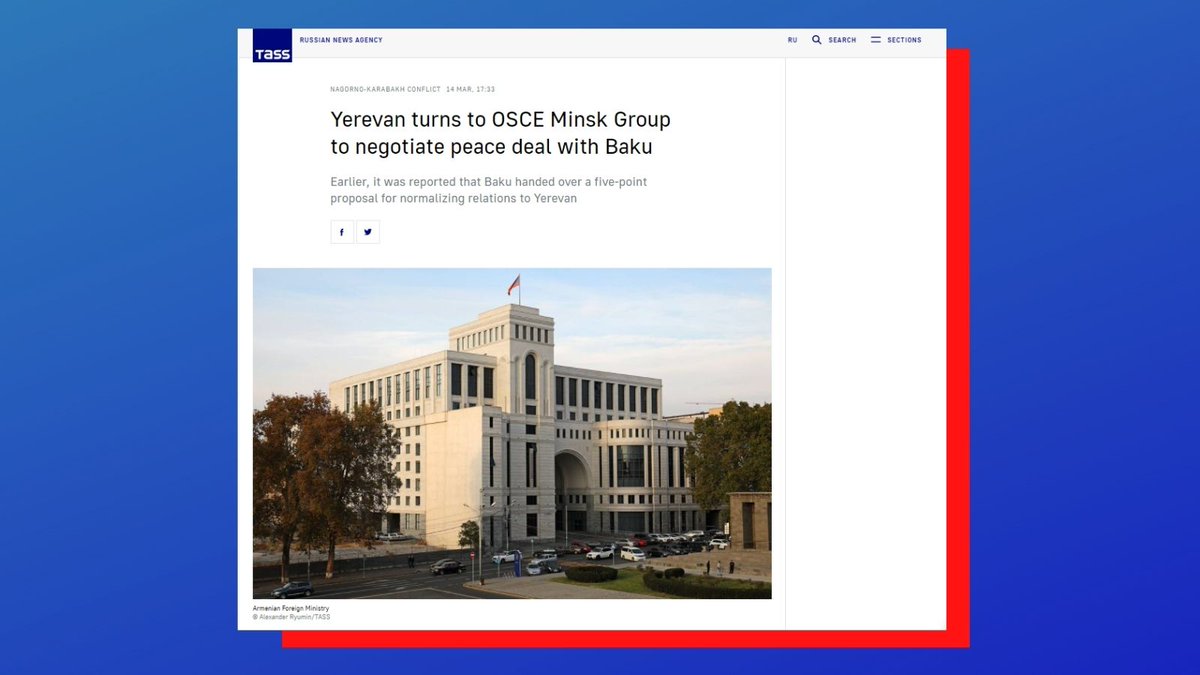 TASS
RUSSIAN NEWS AGENCY
RU
SEARCH
SECTIONS
NAGORNO-KARABAKH CONFLICT 14 MAR, 17:33
Yerevan turns to OSCE Minsk Group
to negotiate peace deal with Baku
Earlier, it was reported that Baku handed over a five-point
proposal for normalizing relations to Yerevan
Armenian Foreign Ministry
© Alexander Ryumin/TASS